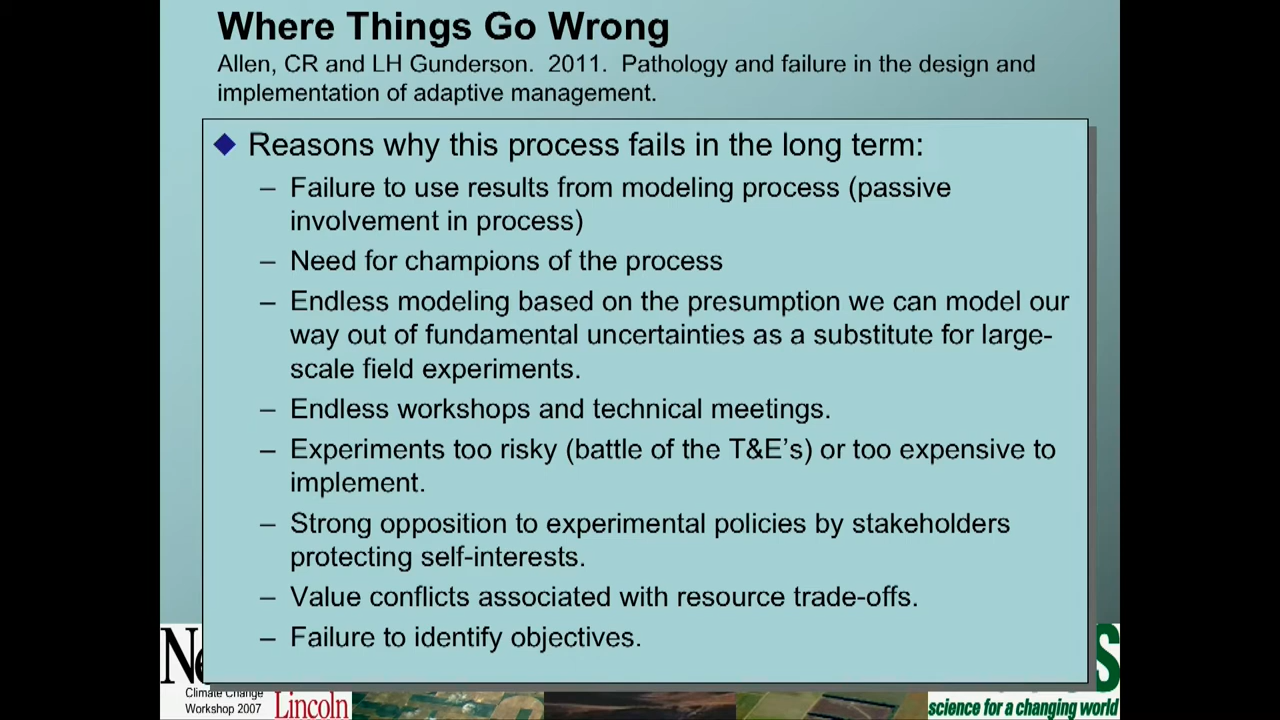 Where Things Go Wrong
Allen, CR and LH Gunderson.  2011.  Pathology and failure in the design and
implementation of adaptive management.
Reasons why this process fails in the long term:
– Failure to use results from modeling process (passive
involvement in process)
– Need for champions of the process
– Endless modeling based on the presumption we can model our
way out of fundamental uncertainties as a substitute for large-
scale field experiments.
– Endless workshops and technical meetings.
– Experiments too risky (battle of the T&E's) or too expensive to
implement.
– Strong opposition to experimental policies by stakeholders
protecting self-interests.
– Value conflicts associated with resource trade-offs.
– Failure to identify objectives.
Climate Change
Workshop 2007
Lincoln
science for a changing world